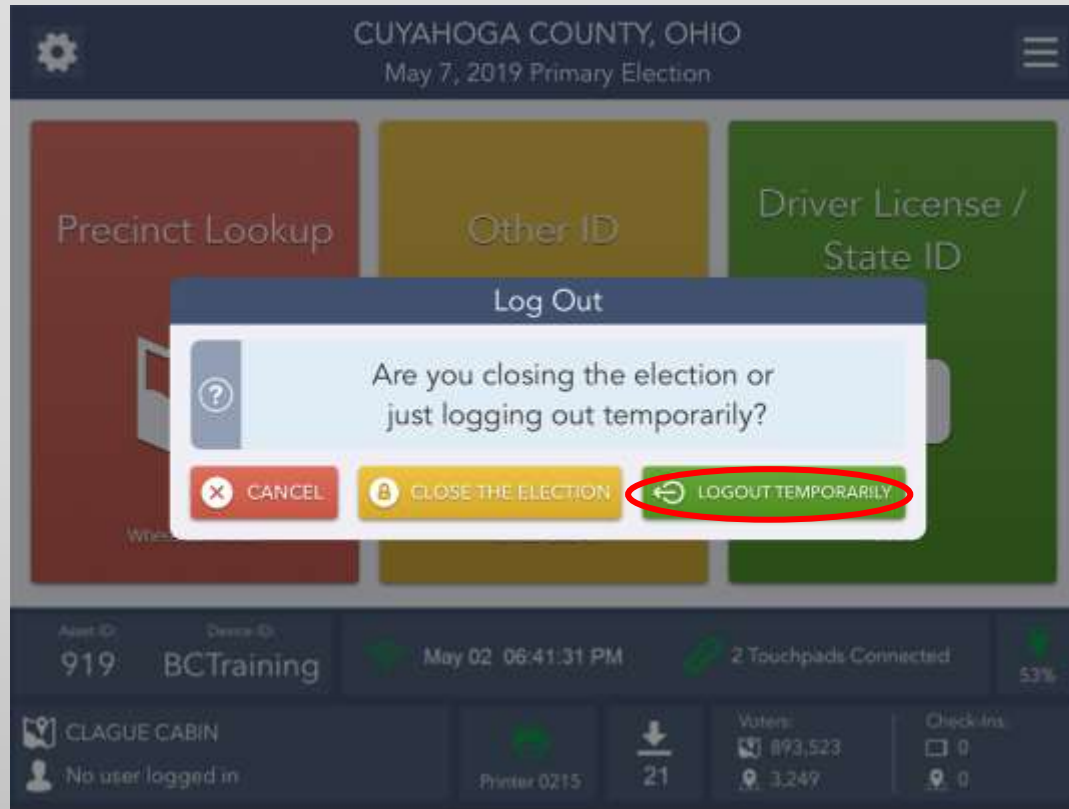 CUYAHOGA COUNTY, OHIO
May 7, 2019 Primary Election
Precinct Lookup
Other ID
Driver License /
State ID
Log Out
Are you closing the election or
just logging out temporarily?
CANCEL
CLOSE THE ELECTION
LOGOUT TEMPORARILY
Asset ID: Device ID:
919 BCTraining
May 02 06:41:31 PM
2 Touchpads Connected
53%
CLAGUE CABIN
No user logged in
Printer 0215
21
Voters:
893,523
3,249
Check-Ins:
0
0